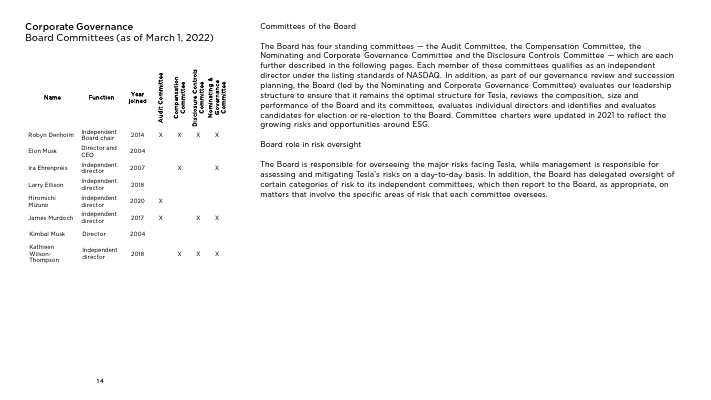 Corporate Governance
Board Committees (as of March 1, 2022)
Name Function Year joined Audit Committee Compensation Committee Disclosure Controls Committee Nominating & Governance Committee
Robyn Denholm Independent Board chair 2014 X X X X
Elon Musk Director and CEO 2004
Ira Ehrenpreis Independent director 2007 X X
Larry Ellison Independent director 2018
Hiromichi Mizuno Independent director 2020 X
James Murdoch Independent director 2017 X X X
Kimbal Musk Director 2004
Kathleen Wilson-Thompson Independent director 2018 X X X
14
Committees of the Board
The Board has four standing committees — the Audit Committee, the Compensation Committee, the
Nominating and Corporate Governance Committee and the Disclosure Controls Committee — which are each
further described in the following pages. Each member of these committees qualifies as an independent
director under the listing standards of NASDAQ. In addition, as part of our governance review and succession
planning, the Board (led by the Nominating and Corporate Governance Committee) evaluates our leadership
structure to ensure that it remains the optimal structure for Tesla, reviews the composition, size and
performance of the Board and its committees, evaluates individual directors and identifies and evaluates
candidates for election or re-election to the Board. Committee charters were updated in 2021 to reflect the
growing risks and opportunities around ESG.
Board role in risk oversight
The Board is responsible for overseeing the major risks facing Tesla, while management is responsible for
assessing and mitigating Tesla's risks on a day-to-day basis. In addition, the Board has delegated oversight of
certain categories of risk to its independent committees, which then report to the Board, as appropriate, on
matters that involve the specific areas of risk that each committee oversees.